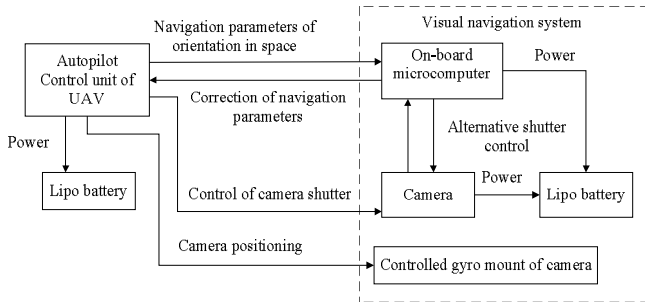 Navigation parameters of
orientation in space
Visual navigation system
Autopilot
Control unit of
UAV
On-board
microcomputer
Power
Correction of navigation
parameters
Alternative shutter
control
Power
Lipo battery
Control of camera shutter
Camera
Power
Lipo battery
Camera positioning
Controlled gyro mount of camera